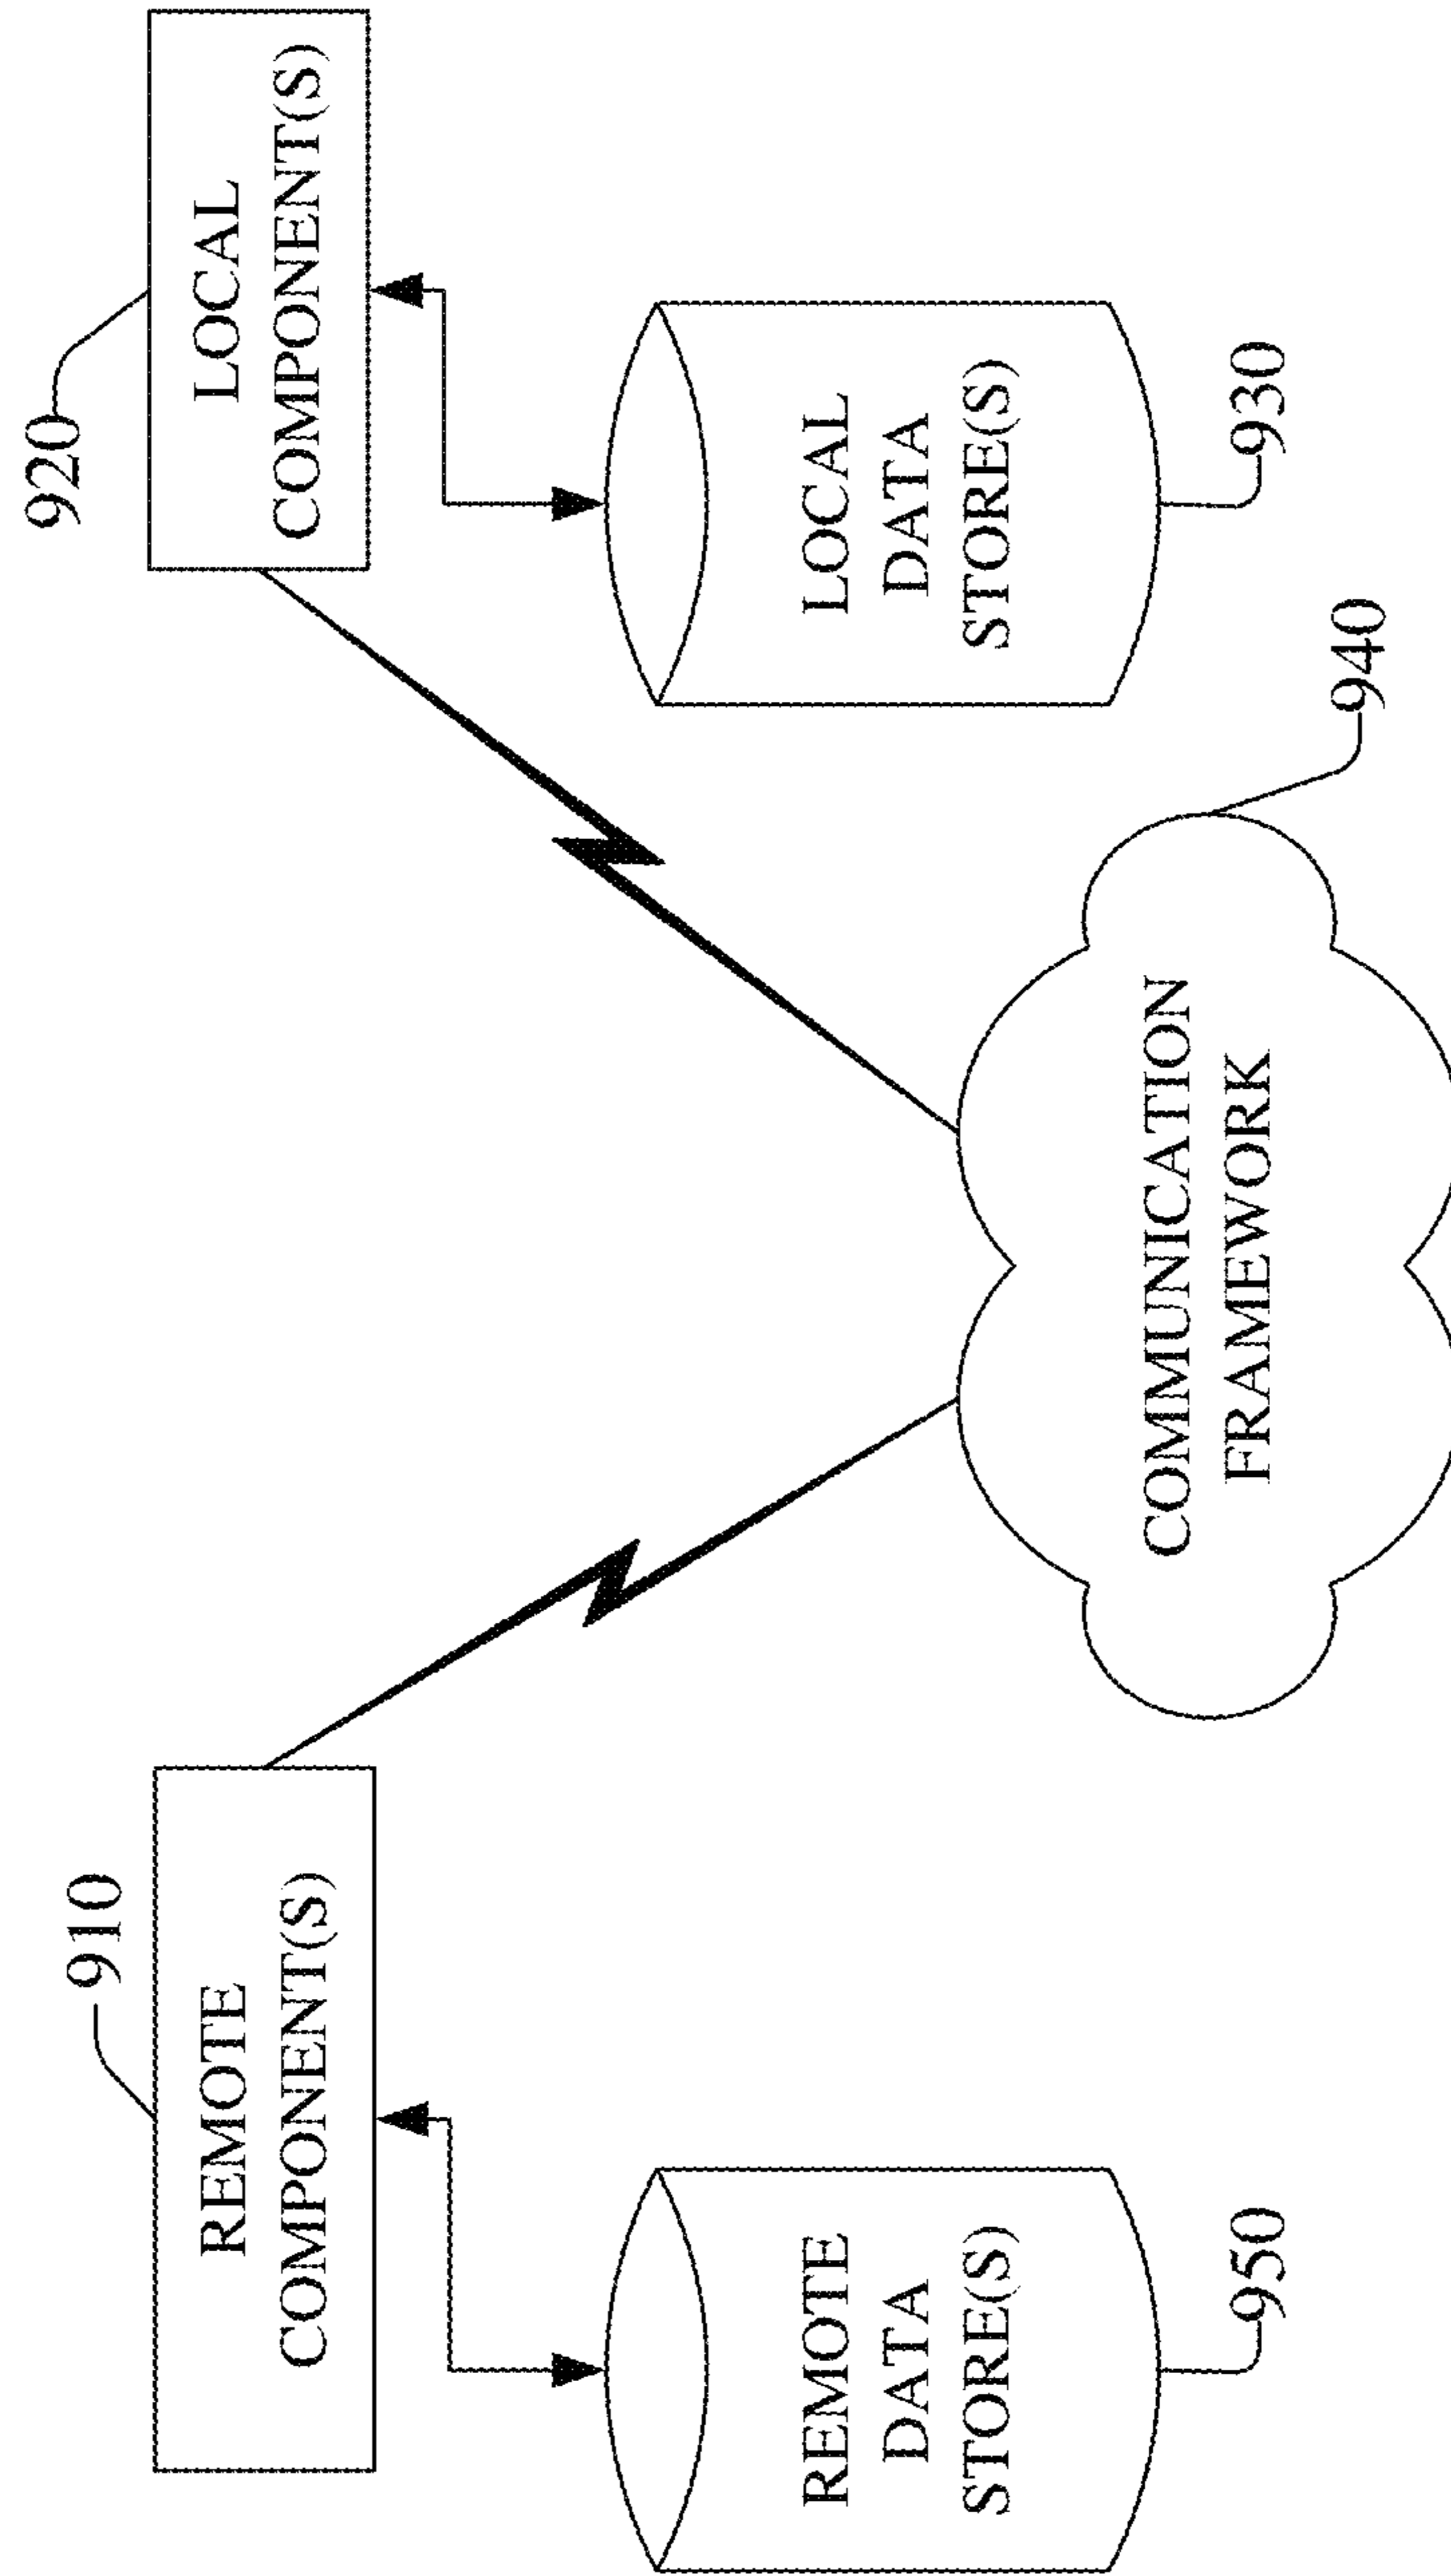 910
REMOTE
COMPONENT(S)
920
LOCAL
COMPONENT(S)
REMOTE
DATA
STORE(S)
950
COMMUNICATION
FRAMEWORK
940
LOCAL
DATA
STORE(S)
930